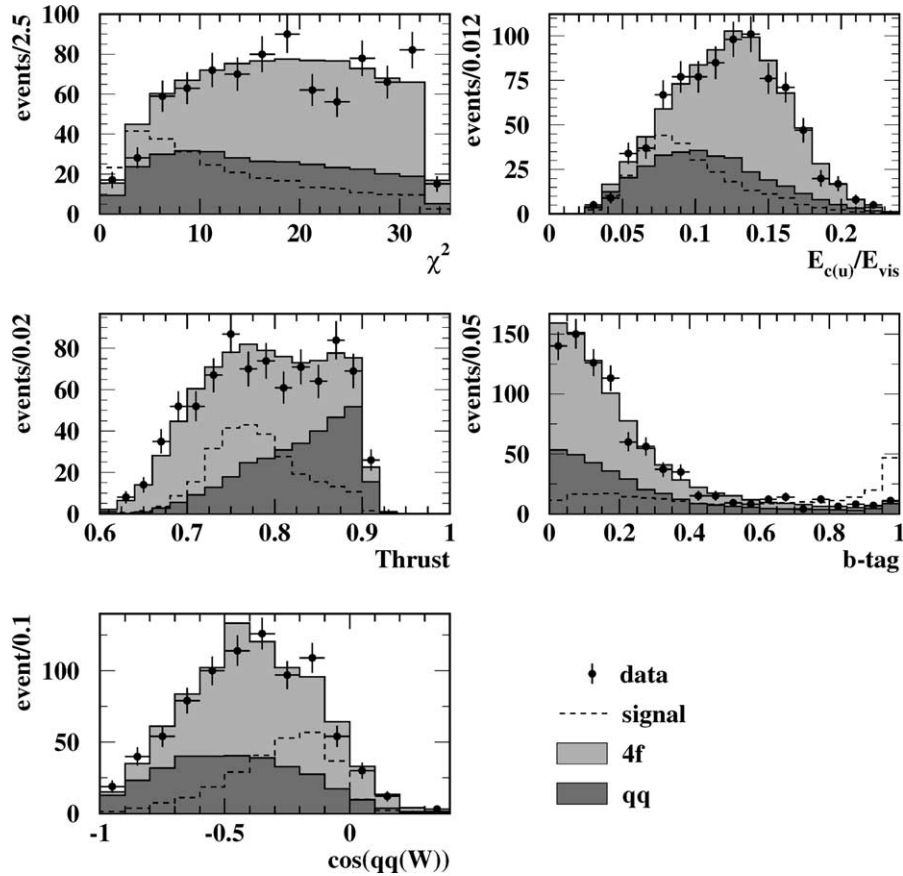 events/2.5
100
80
60
40
20
0
0 10 20 30
χ²
events/0.012
100
75
50
25
0
0.05 0.1 0.15 0.2
E_c(u)/E_vis
events/0.02
80
60
40
20
0
0.6 0.7 0.8 0.9 1
Thrust
events/0.05
150
100
50
0
0 0.2 0.4 0.6 0.8 1
b-tag
event/0.1
100
50
0
-1 -0.5 0
cos(qq(W))
data
signal
4f
qq